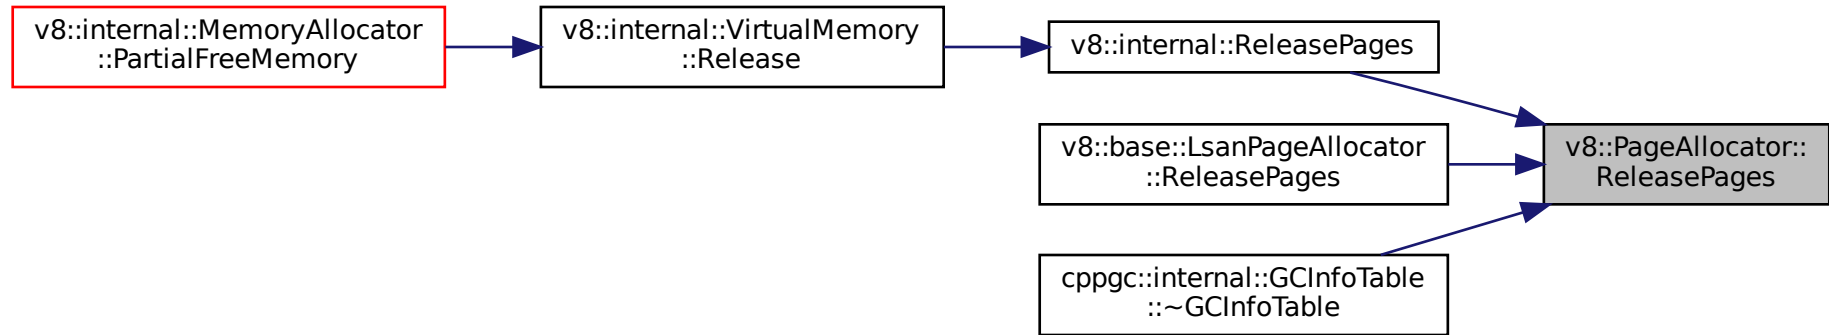 v8::internal::MemoryAllocator
::PartialFreeMemory
v8::internal::VirtualMemory
::Release
v8::internal::ReleasePages
v8::base::LsanPageAllocator
::ReleasePages
cppgc::internal::GCInfoTable
::~GCInfoTable
v8::PageAllocator::
ReleasePages